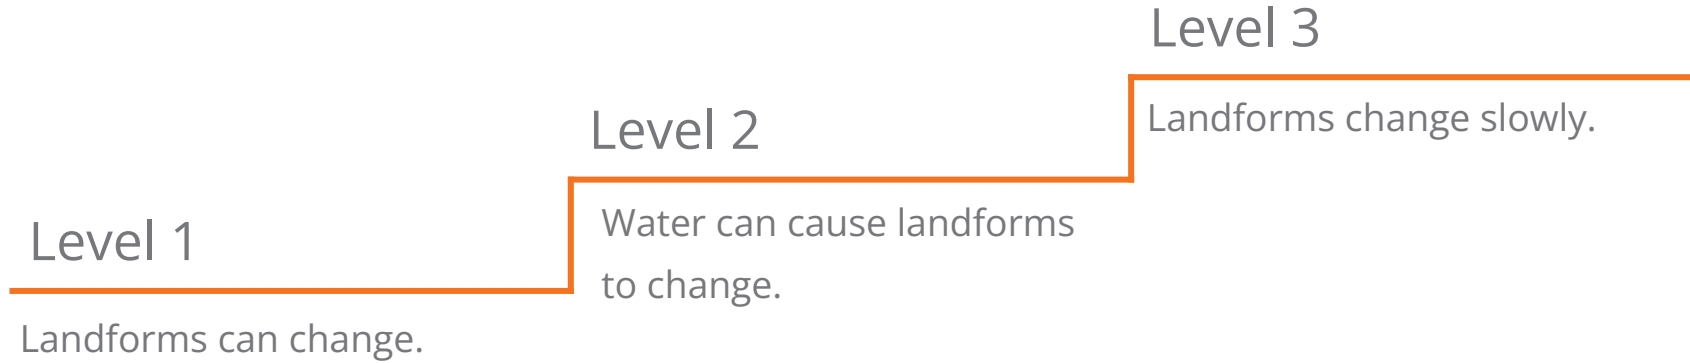 Level 1
Landforms can change.
Level 2
Water can cause landforms
to change.
Level 3
Landforms change slowly.